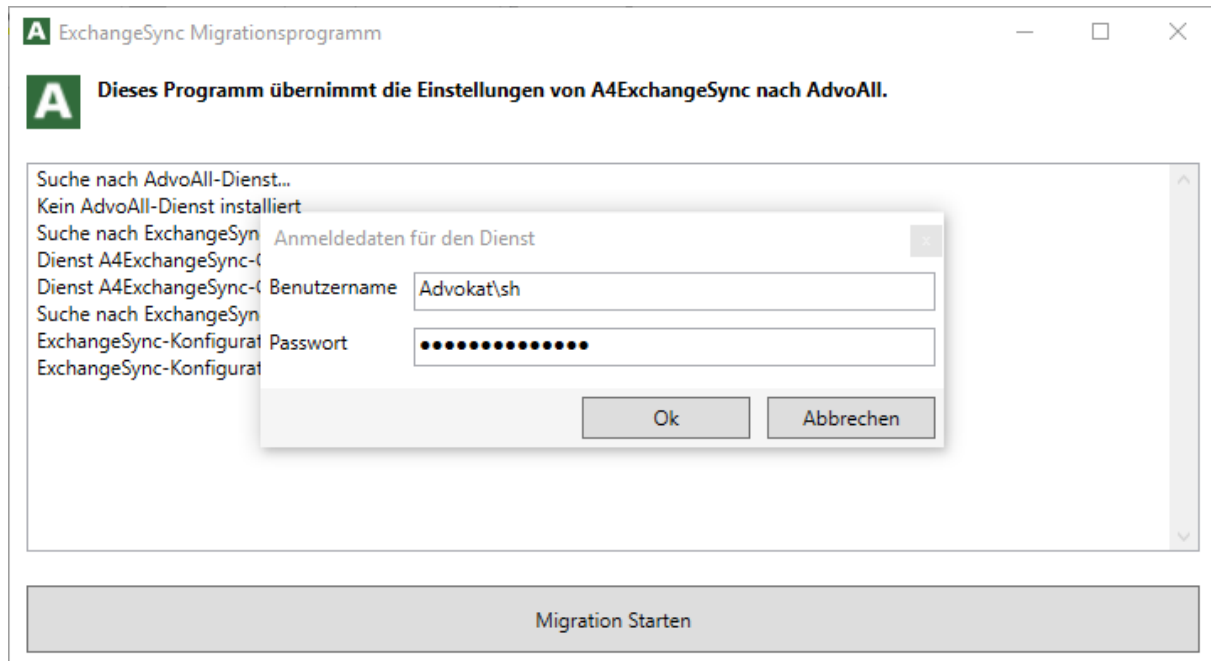 A ExchangeSync Migrationsprogramm
A Dieses Programm übernimmt die Einstellungen von A4ExchangeSync nach AdvoAll.
Suche nach AdvoAll-Dienst...
Kein AdvoAll-Dienst installiert
Suche nach ExchangeSyn
Dienst A4ExchangeSync-
Dienst A4ExchangeSync-
Suche nach ExchangeSyn
ExchangeSync-Konfigurat
ExchangeSync-Konfigurat
Anmeldedaten für den Dienst
Benutzername Advokat\sh
Passwort ●●●●●●●●●●●●●●
Ok Abbrechen
Migration Starten